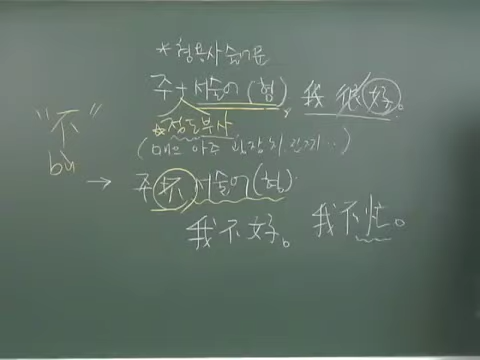 *형용사 술어문
주+서술어(형) 我 很 好。
"不" *정도부사
bù (매우 아주 굉장히 ...)
→ 주 不 서술어(형)
我不好。 我不忙。